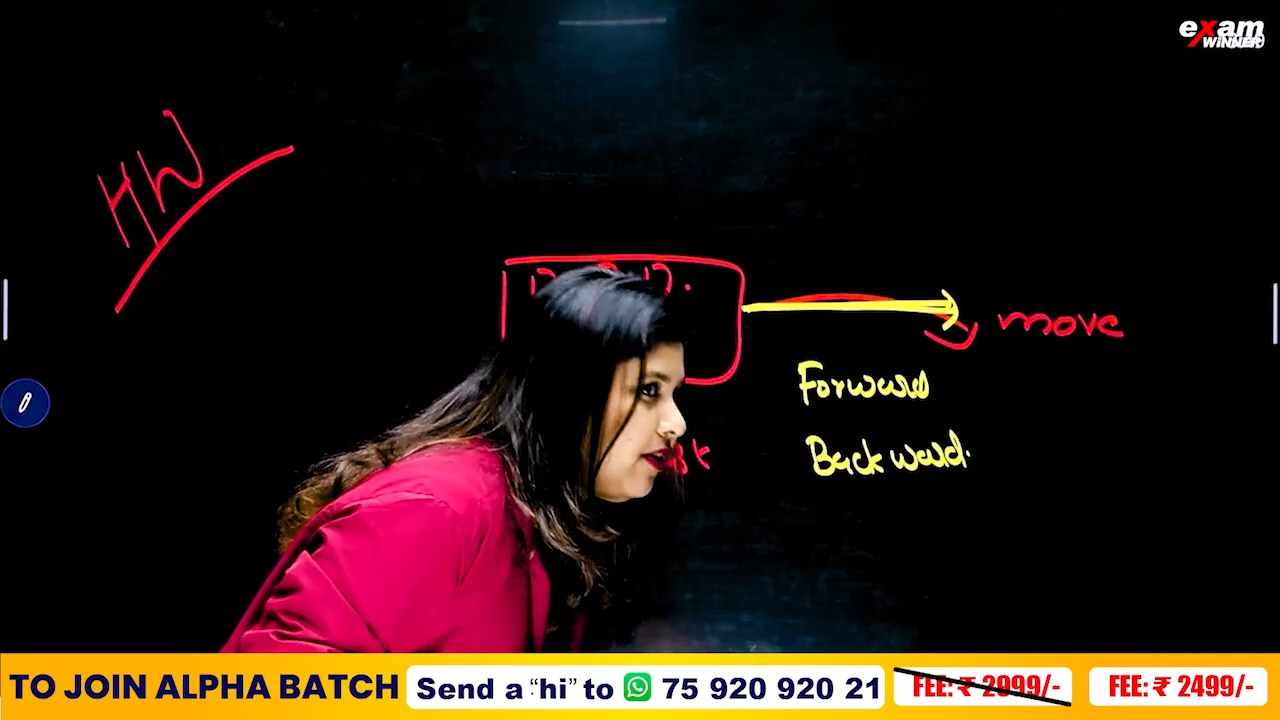 exam
WINNER
HW
move
Forward
Backward.
TO JOIN ALPHA BATCH Send a “hi” to 75 920 920 21 FEE: ₹ 2999/- FEE: ₹ 2499/-